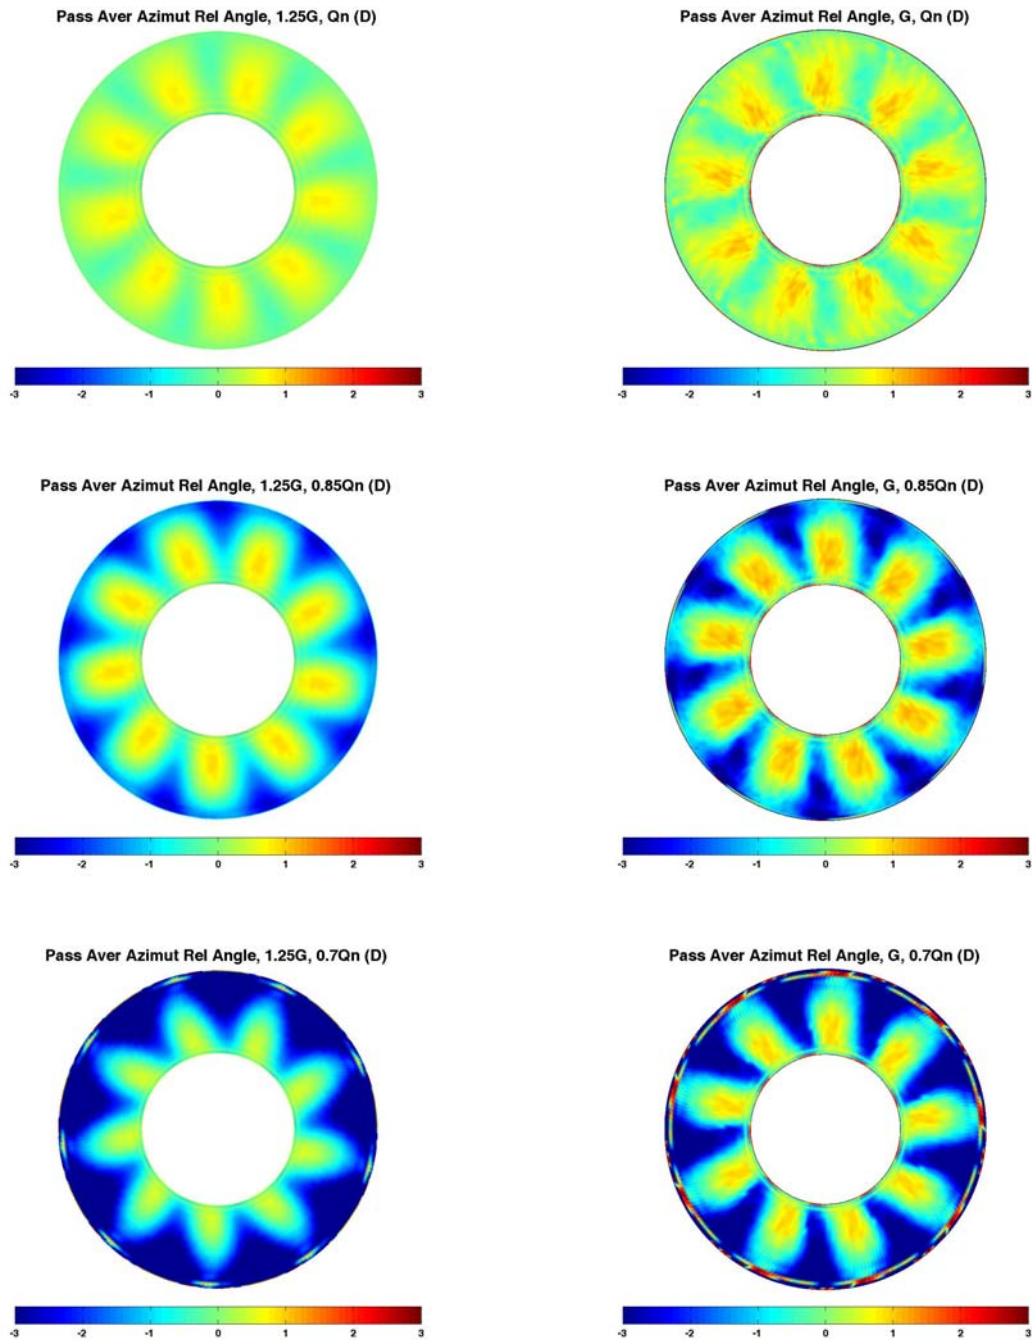 Pass Aver Azimut Rel Angle, 1.25G, Qn (D)
Pass Aver Azimut Rel Angle, G, Qn (D)
-3 -2 -1 0 1 2 3
-3 -2 -1 0 1 2 3
Pass Aver Azimut Rel Angle, 1.25G, 0.85Qn (D)
Pass Aver Azimut Rel Angle, G, 0.85Qn (D)
-3 -2 -1 0 1 2 3
-3 -2 -1 0 1 2 3
Pass Aver Azimut Rel Angle, 1.25G, 0.7Qn (D)
Pass Aver Azimut Rel Angle, G, 0.7Qn (D)
-3 -2 -1 0 1 2 3
-3 -2 -1 0 1 2 3